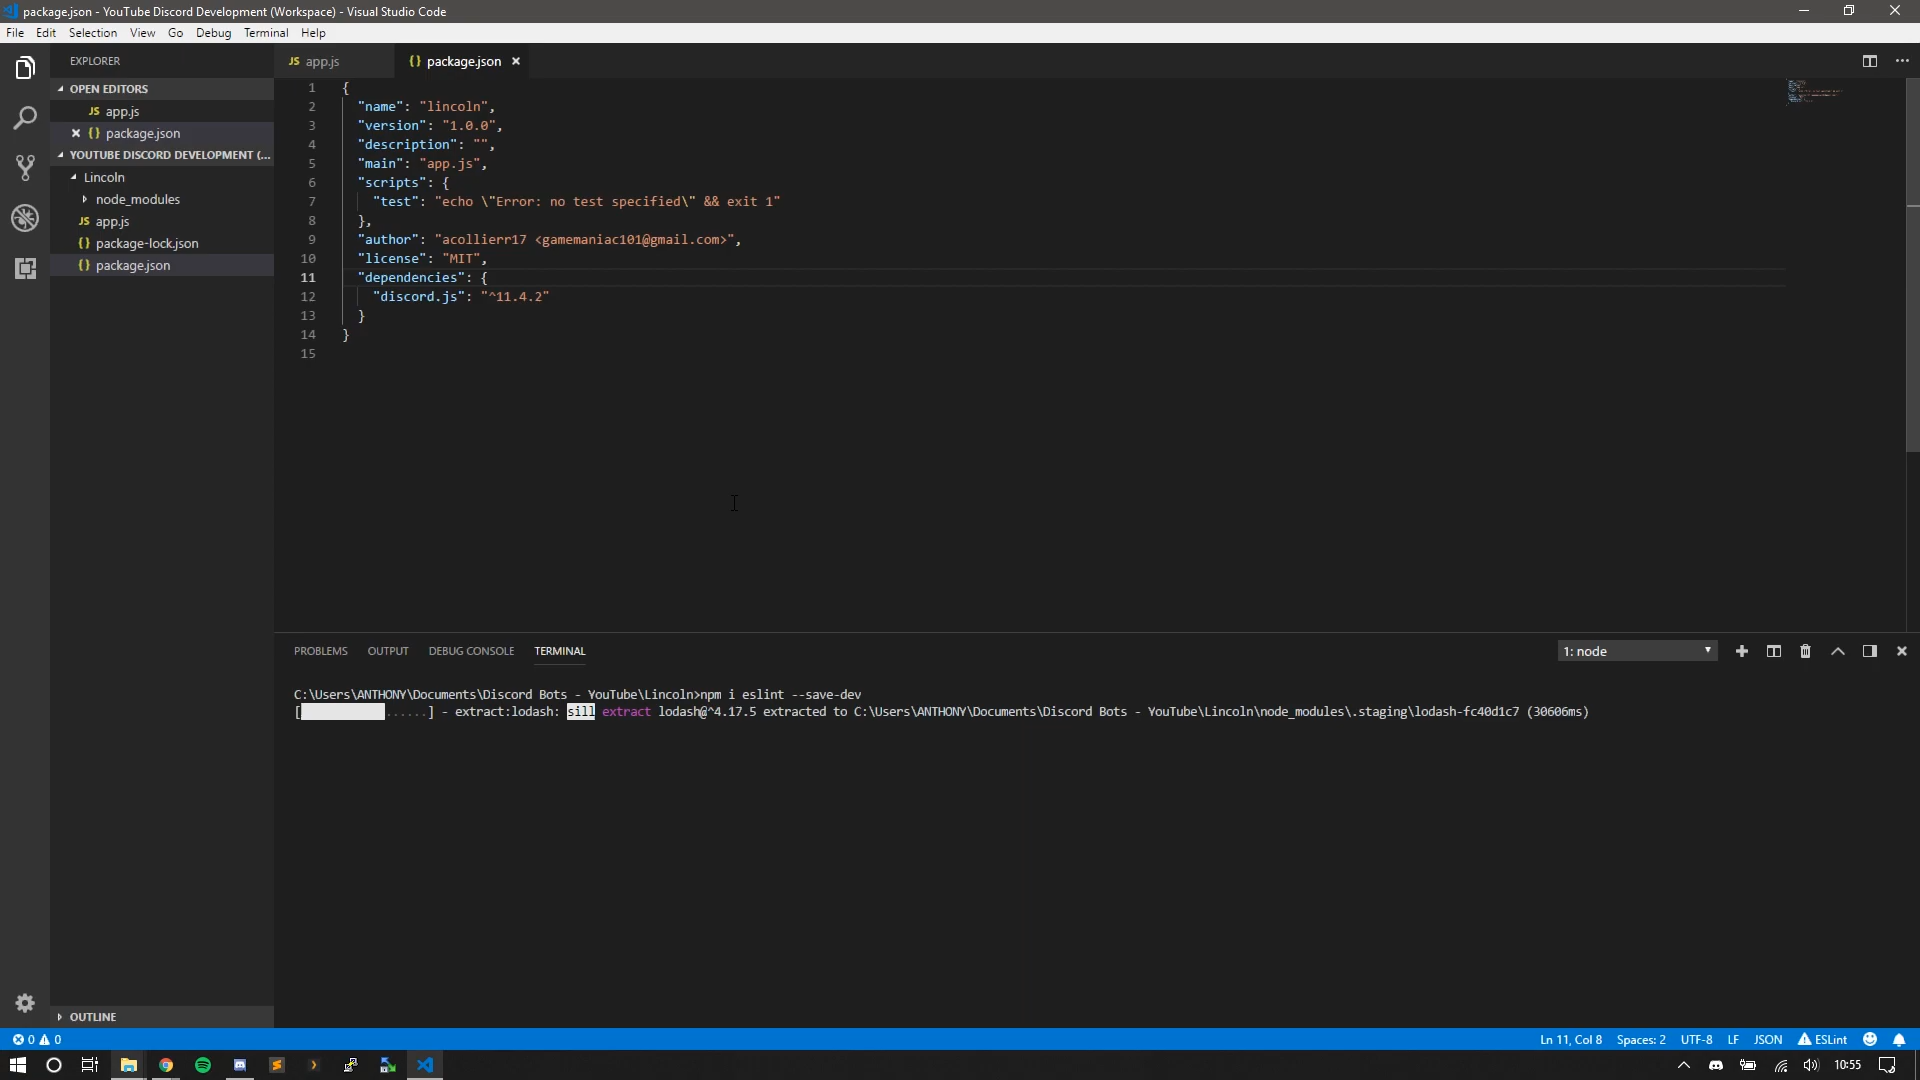 package.json - YouTube Discord Development (Workspace) - Visual Studio Code
File Edit Selection View Go Debug Terminal Help
EXPLORER
OPEN EDITORS
JS app.js
{} package.json
YOUTUBE DISCORD DEVELOPMENT (...
Lincoln
node_modules
JS app.js
{} package-lock.json
{} package.json
OUTLINE
JS app.js {} package.json
1 {
2 "name": "lincoln",
3 "version": "1.0.0",
4 "description": "",
5 "main": "app.js",
6 "scripts": {
7 "test": "echo \"Error: no test specified\" && exit 1"
8 },
9 "author": "acollierr17 <gamemaniac101@gmail.com>",
10 "license": "MIT",
11 "dependencies": {
12 "discord.js": "^11.4.2"
13 }
14 }
15
PROBLEMS OUTPUT DEBUG CONSOLE TERMINAL 1: node
C:\Users\ANTHONY\Documents\Discord Bots - YouTube\Lincoln>npm i eslint --save-dev
[ ......] - extract:lodash: sill extract lodash@^4.17.5 extracted to C:\Users\ANTHONY\Documents\Discord Bots - YouTube\Lincoln\node_modules\.staging\lodash-fc40d1c7 (30606ms)
0 0 Ln 11, Col 8 Spaces: 2 UTF-8 LF JSON ESLint
10:55